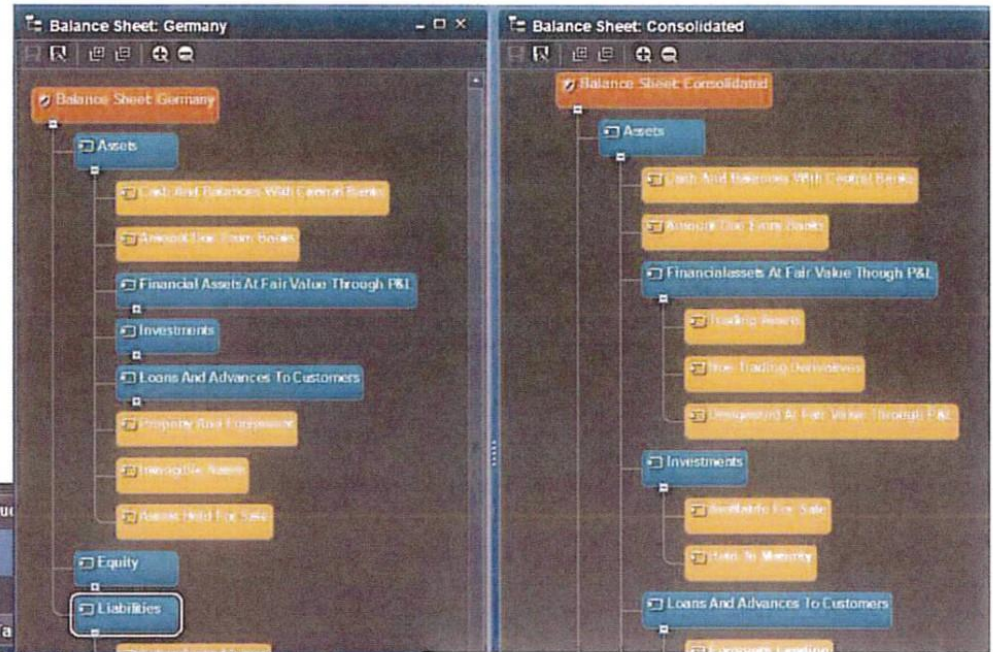 Balance Sheet: Germany
Balance Sheet: Germany
Assets
Cash And Balances With Central Banks
Amount Due From Banks
Financial Assets At Fair Value Through P&L
Investments
Loans And Advances To Customers
Property And Equipment
Intangible Assets
Assets Held For Sale
Equity
Liabilities
Balance Sheet: Consolidated
Balance Sheet: Consolidated
Assets
Cash And Balances With Central Banks
Amount Due From Banks
Financialassets At Fair Value Though P&L
Trading Assets
Non Trading Derivatives
Designated At Fair Value Through P&L
Investments
Available For Sale
Held To Maturity
Loans And Advances To Customers